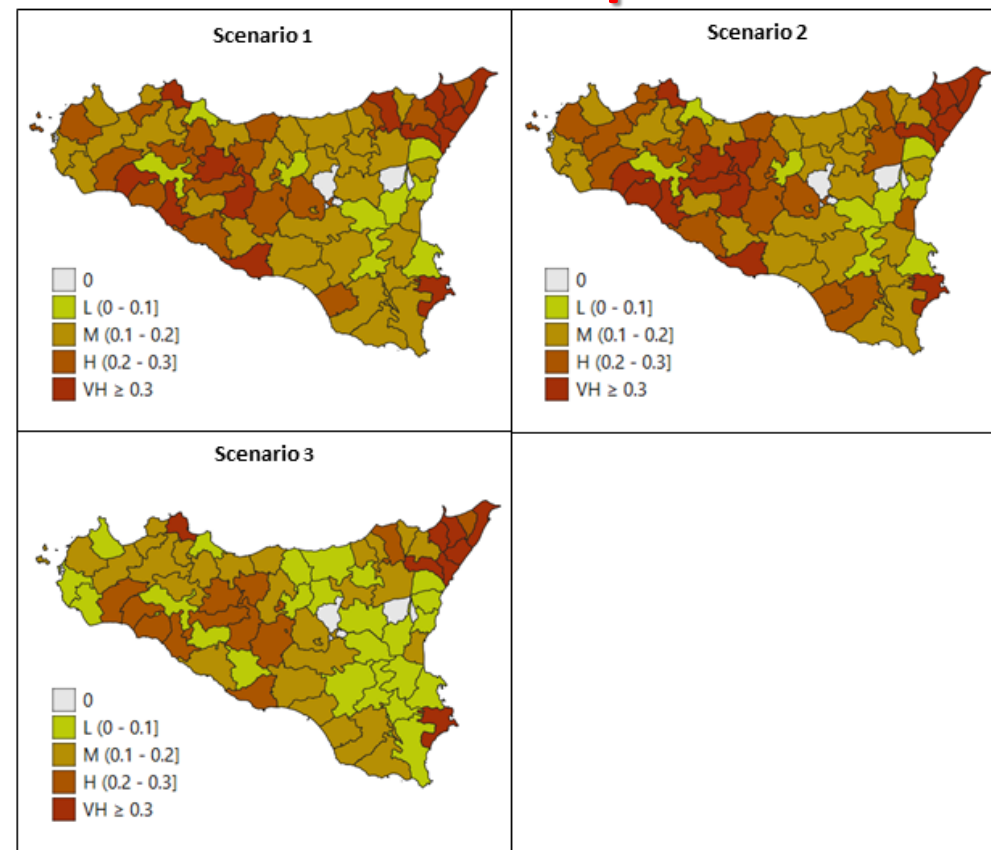 Scenario 1
0
L (0 - 0.1]
M (0.1 - 0.2]
H (0.2 - 0.3]
VH ≥ 0.3
Scenario 2
0
L (0 - 0.1]
M (0.1 - 0.2]
H (0.2 - 0.3]
VH ≥ 0.3
Scenario 3
0
L (0 - 0.1]
M (0.1 - 0.2]
H (0.2 - 0.3]
VH ≥ 0.3